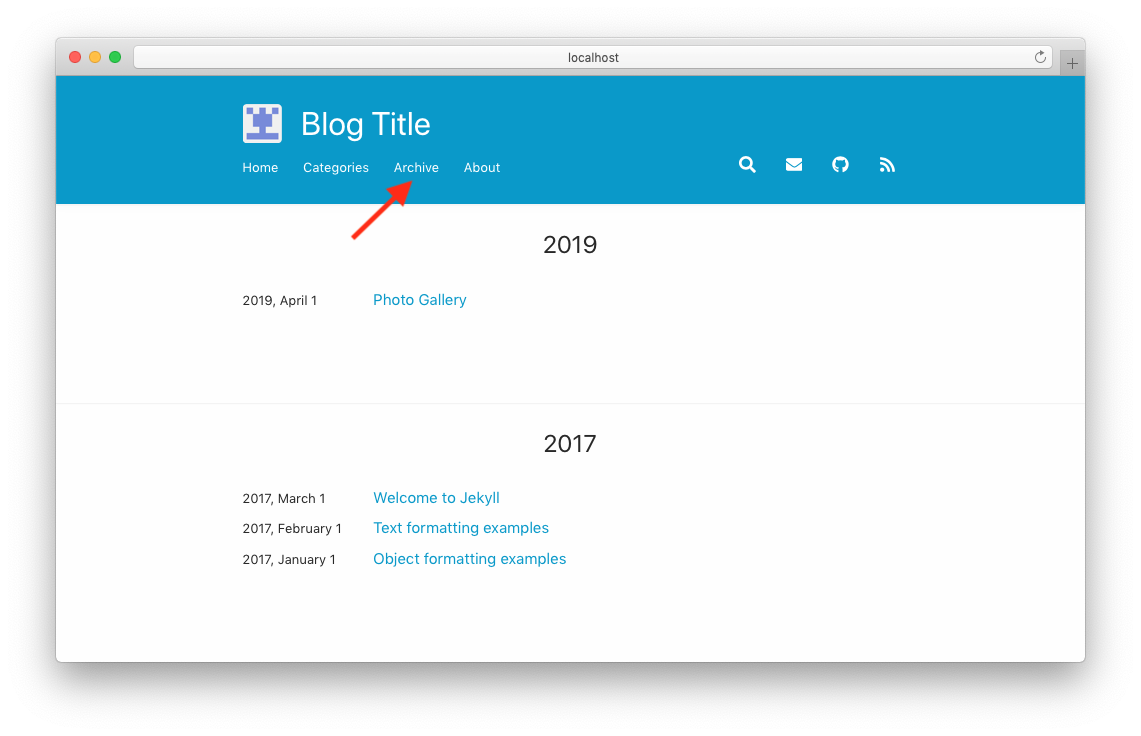 localhost
Blog Title
Home Categories Archive About
2019
2019, April 1 Photo Gallery
2017
2017, March 1 Welcome to Jekyll
2017, February 1 Text formatting examples
2017, January 1 Object formatting examples